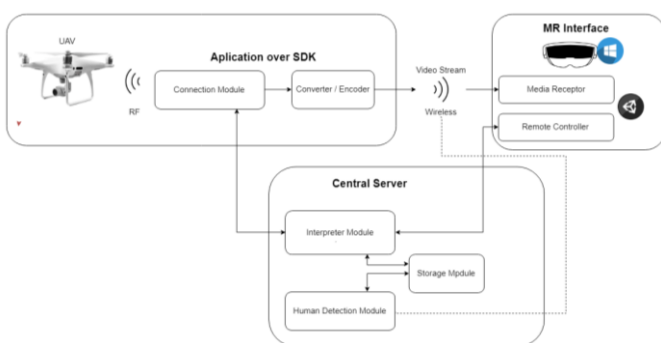 UAV
Aplication over SDK
RF
Connection Module
Converter / Encoder
Video Stream
Wireless
MR Interface
Media Receptor
Remote Controller
Central Server
Interpreter Module
Storage Mpdule
Human Detection Module
v